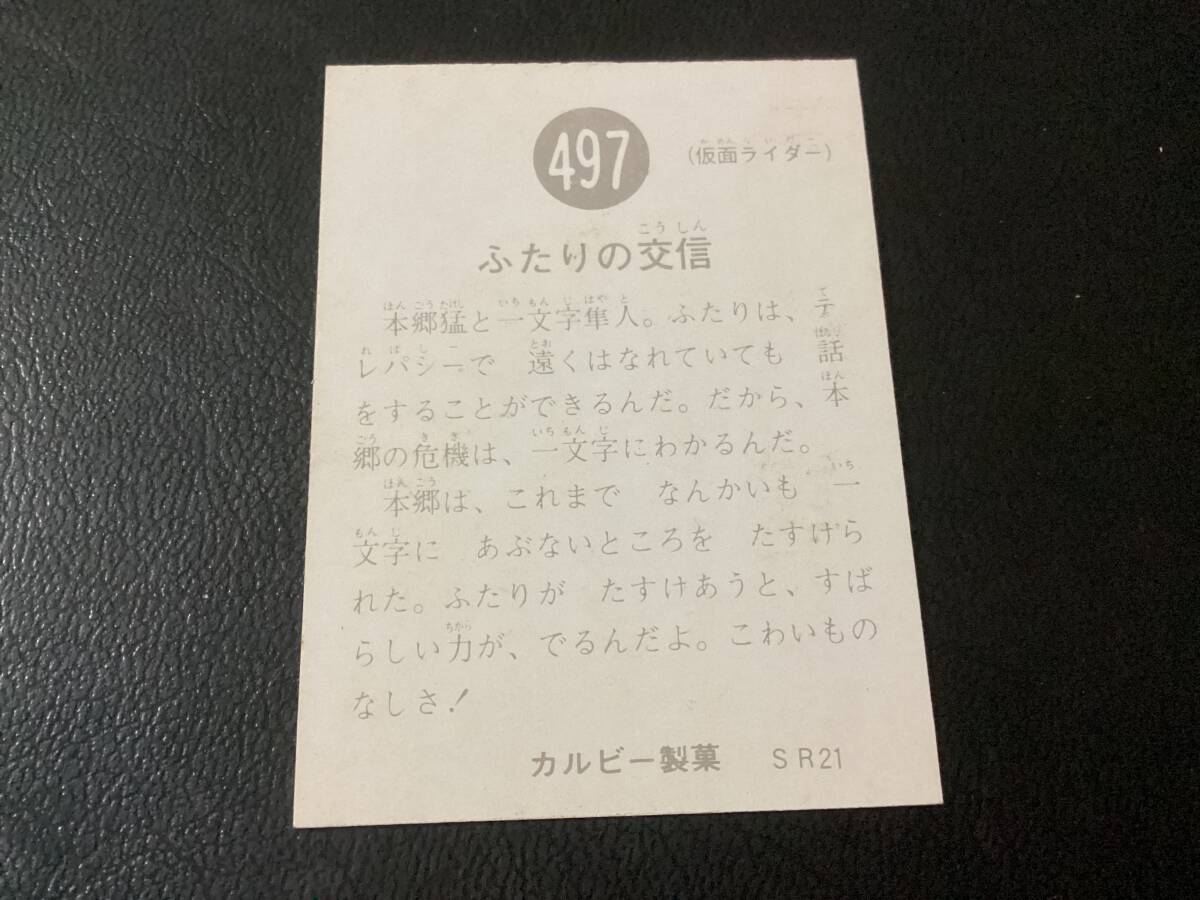 497
(仮面ライダー)
ふたりの交信
本郷猛と一文字隼人。ふたりは、テ
レパシーで 遠くはなれていても 話
をすることができるんだ。だから、本
郷の危機は、一文字にわかるんだ。
本郷は、これまで なんかいも 一
文字に あぶないところを たすけら
れた。ふたりが たすけあうと、すば
らしい力が、でるんだよ。こわいもの
なしさ!
カルビー製菓 SR21